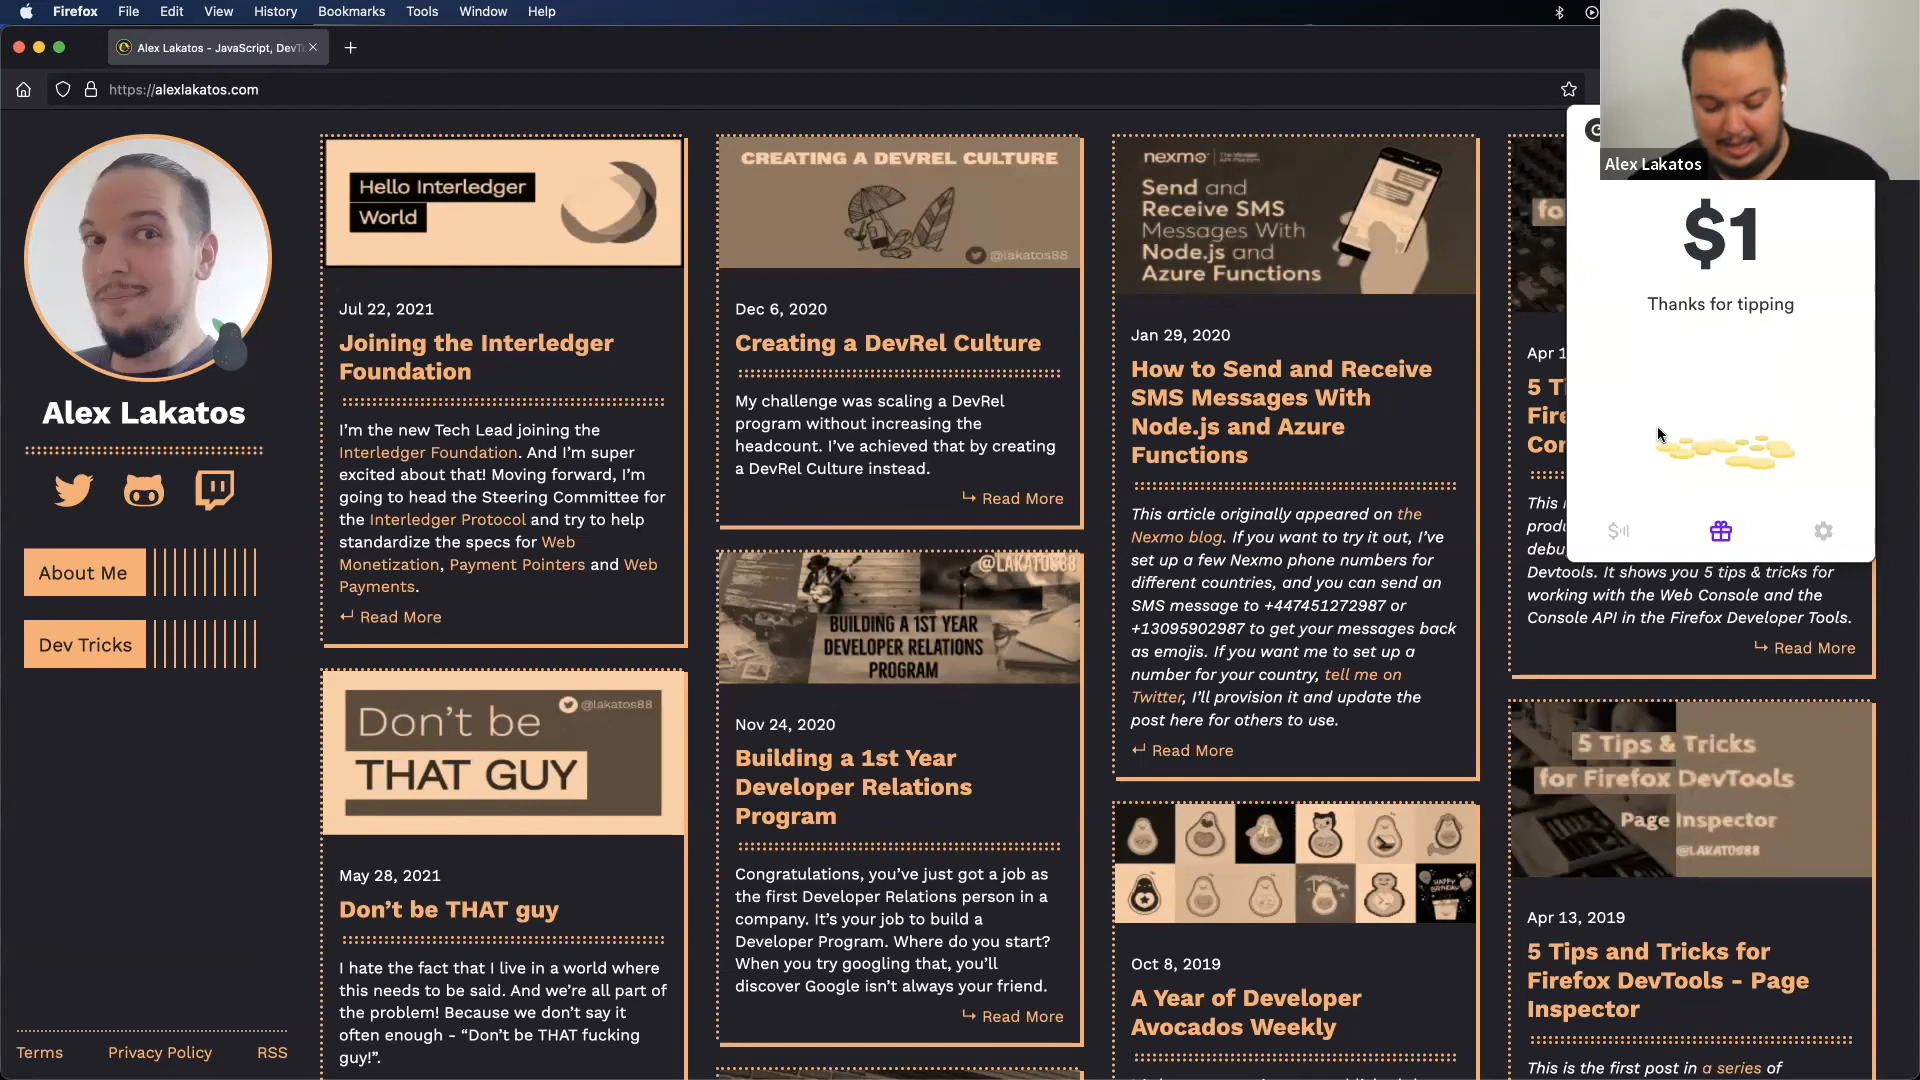 Firefox File Edit View History Bookmarks Tools Window Help
Alex Lakatos - JavaScript, DevT
https://alexlakatos.com
Alex Lakatos
$1
Thanks for tipping
Alex Lakatos
About Me
Dev Tricks
Terms
Privacy Policy
RSS
Hello Interledger
World
Jul 22, 2021
Joining the Interledger
Foundation
I’m the new Tech Lead joining the
Interledger Foundation. And I’m super
excited about that! Moving forward, I’m
going to head the Steering Committee for
the Interledger Protocol and try to help
standardize the specs for Web
Monetization, Payment Pointers and Web
Payments.
Read More
Don’t be
@lakatos88
THAT GUY
May 28, 2021
Don’t be THAT guy
I hate the fact that I live in a world where
this needs to be said. And we’re all part of
the problem! Because we don’t say it
often enough - “Don’t be THAT fucking
guy!”.
CREATING A DEVREL CULTURE
@lakatos88
Dec 6, 2020
Creating a DevRel Culture
My challenge was scaling a DevRel
program without increasing the
headcount. I’ve achieved that by creating
a DevRel Culture instead.
Read More
@LAKATOS88
BUILDING A 1ST YEAR
DEVELOPER RELATIONS
PROGRAM
Nov 24, 2020
Building a 1st Year
Developer Relations
Program
Congratulations, you’ve just got a job as
the first Developer Relations person in a
company. It’s your job to build a
Developer Program. Where do you start?
When you try googling that, you’ll
discover Google isn’t always your friend.
Read More
nexmo
Send and
Receive SMS
Messages With
Node.js and
Azure Functions
Jan 29, 2020
How to Send and Receive
SMS Messages With
Node.js and Azure
Functions
This article originally appeared on the
Nexmo blog. If you want to try it out, I’ve
set up a few Nexmo phone numbers for
different countries, and you can send an
SMS message to +447451272987 or
+13095902987 to get your messages back
as emojis. If you want me to set up a
number for your country, tell me on
Twitter, I’ll provision it and update the
post here for others to use.
Read More
HAPPY
BIRTHDAY
Oct 8, 2019
A Year of Developer
Avocados Weekly
fo
Apr 1
5 Ti
Fire
Con
This
produ
debu
Devtools. It shows you 5 tips & tricks for
working with the Web Console and the
Console API in the Firefox Developer Tools.
Read More
5 Tips & Tricks
for Firefox DevTools
Page Inspector
@LAKATOS88
Apr 13, 2019
5 Tips and Tricks for
Firefox DevTools - Page
Inspector
This is the first post in a series of